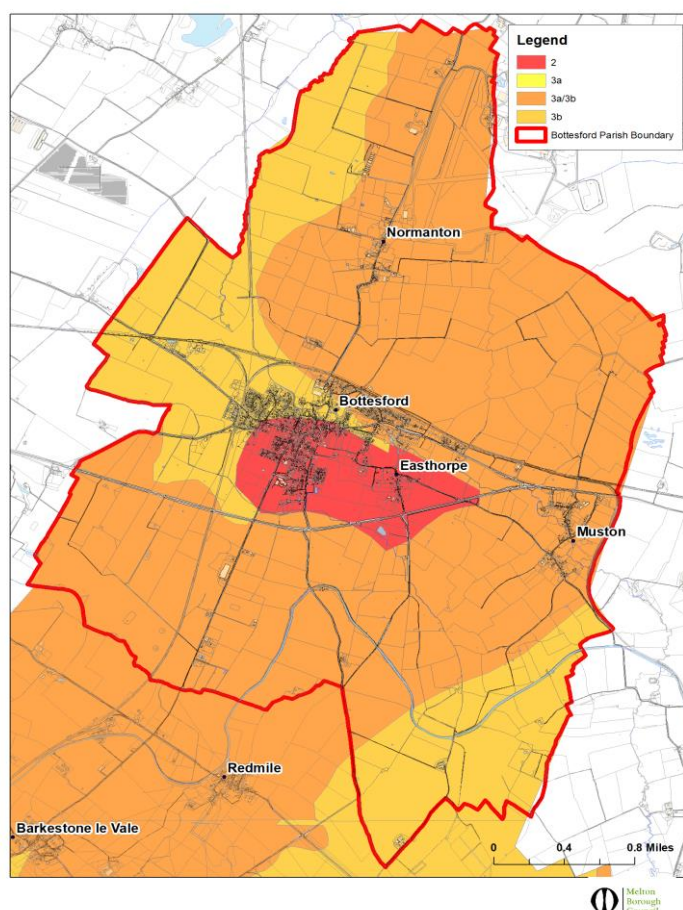 Legend
2
3a
3a/3b
3b
Bottesford Parish Boundary
Normanton
Bottesford
Easthorpe
Muston
Redmile
Barkestone le Vale
0 0.4 0.8 Miles
Melton
Borough
Council